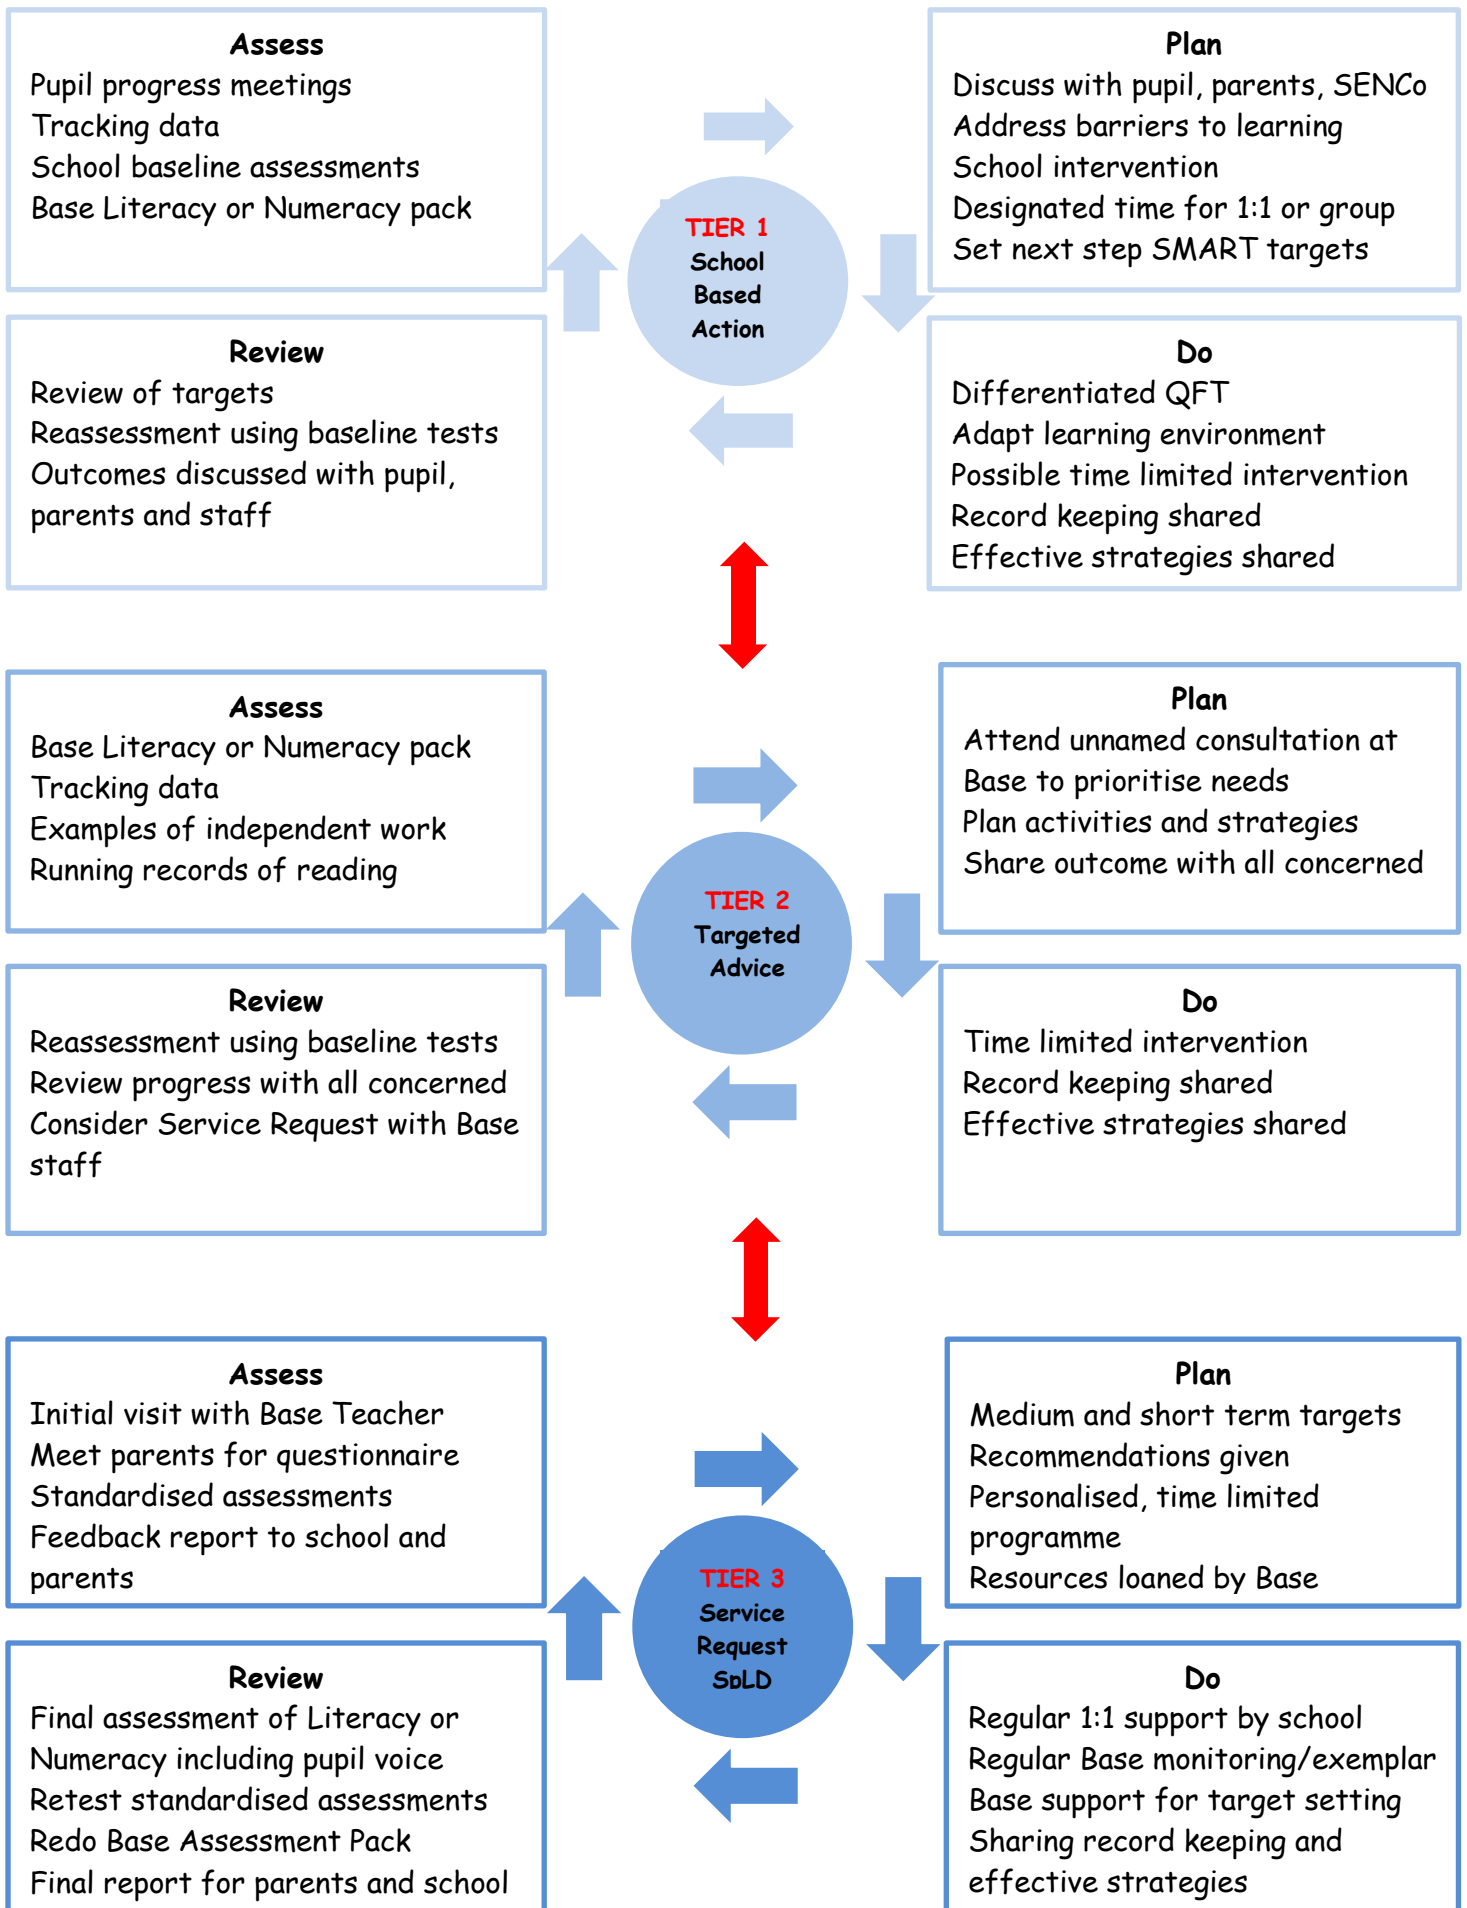 Assess
Pupil progress meetings
Tracking data
School baseline assessments
Base Literacy or Numeracy pack
Plan
Discuss with pupil, parents, SENCo
Address barriers to learning
School intervention
Designated time for 1:1 or group
Set next step SMART targets
TIER 1
School
Based
Action
Review
Review of targets
Reassessment using baseline tests
Outcomes discussed with pupil,
parents and staff
Do
Differentiated QFT
Adapt learning environment
Possible time limited intervention
Record keeping shared
Effective strategies shared
Assess
Base Literacy or Numeracy pack
Tracking data
Examples of independent work
Running records of reading
Plan
Attend unnamed consultation at
Base to prioritise needs
Plan activities and strategies
Share outcome with all concerned
TIER 2
Targeted
Advice
Review
Reassessment using baseline tests
Review progress with all concerned
Consider Service Request with Base
staff
Do
Time limited intervention
Record keeping shared
Effective strategies shared
Assess
Initial visit with Base Teacher
Meet parents for questionnaire
Standardised assessments
Feedback report to school and
parents
Plan
Medium and short term targets
Recommendations given
Personalised, time limited
programme
Resources loaned by Base
TIER 3
Service
Request
SpLD
Review
Final assessment of Literacy or
Numeracy including pupil voice
Retest standardised assessments
Redo Base Assessment Pack
Final report for parents and school
Do
Regular 1:1 support by school
Regular Base monitoring/exemplar
Base support for target setting
Sharing record keeping and
effective strategies